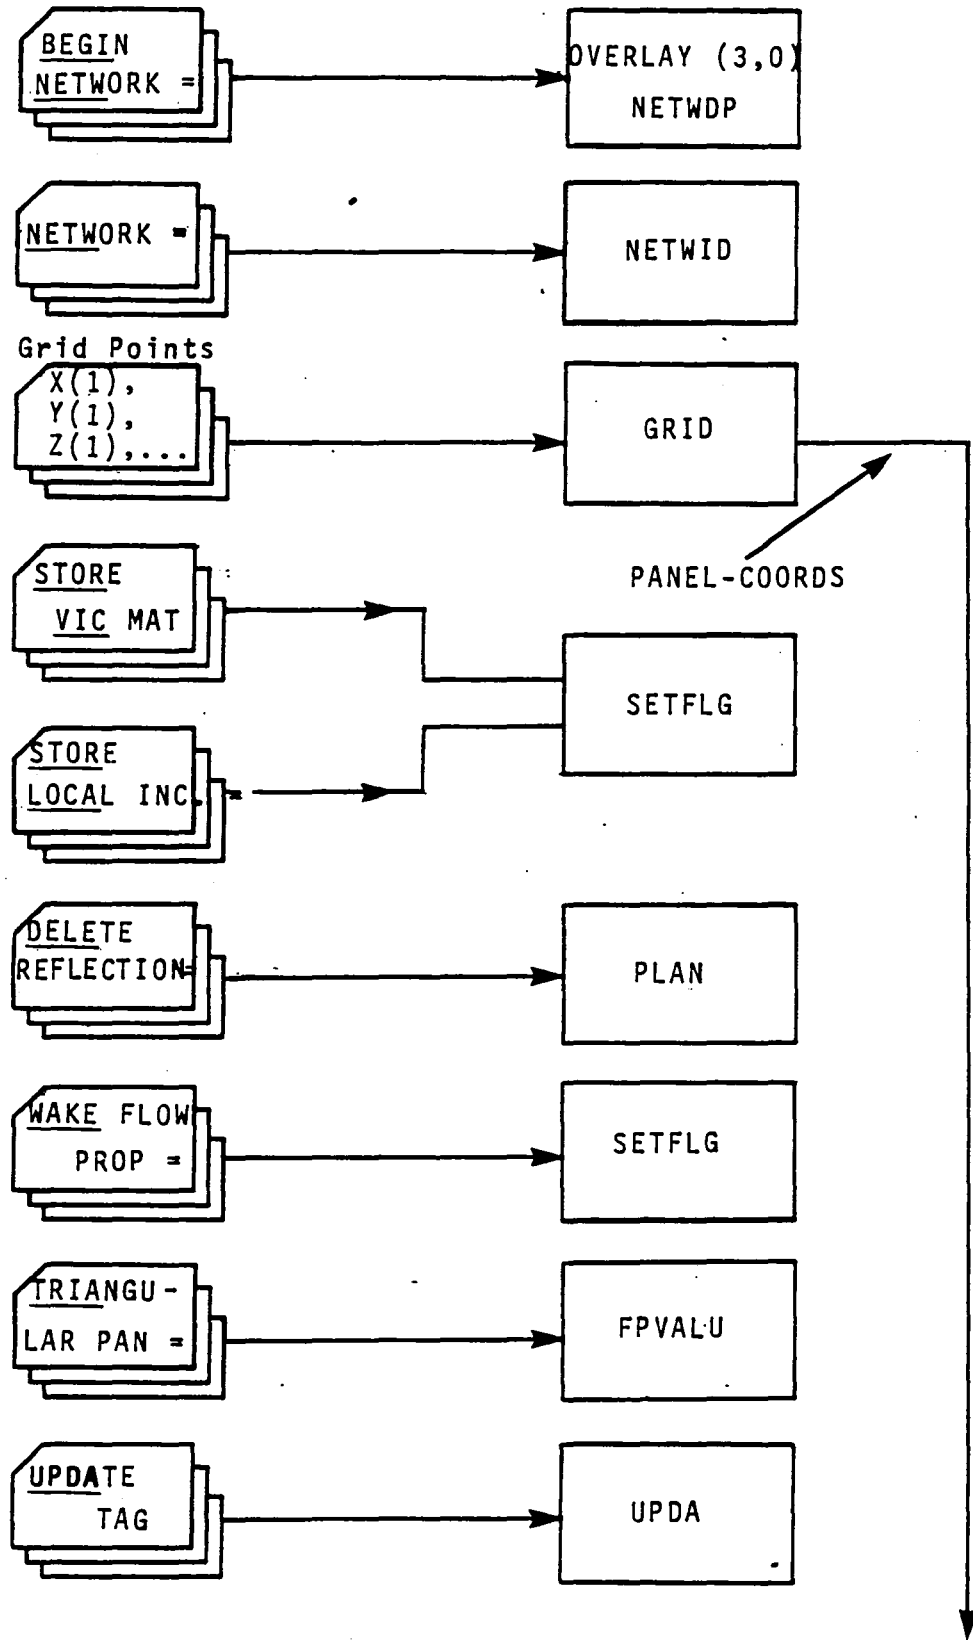 BEGIN
NETWORK =
OVERLAY (3,0)
NETWDP
NETWORK =
NETWID
Grid Points
X(1),
Y(1),
Z(1),...
GRID
PANEL-COORDS
STORE
VIC MAT
SETFLG
STORE
LOCAL INC. =
DELETE
REFLECTION=
PLAN
WAKE FLOW
PROP =
SETFLG
TRIANGU-
LAR PAN =
FPVALU
UPDATE
TAG
UPDA